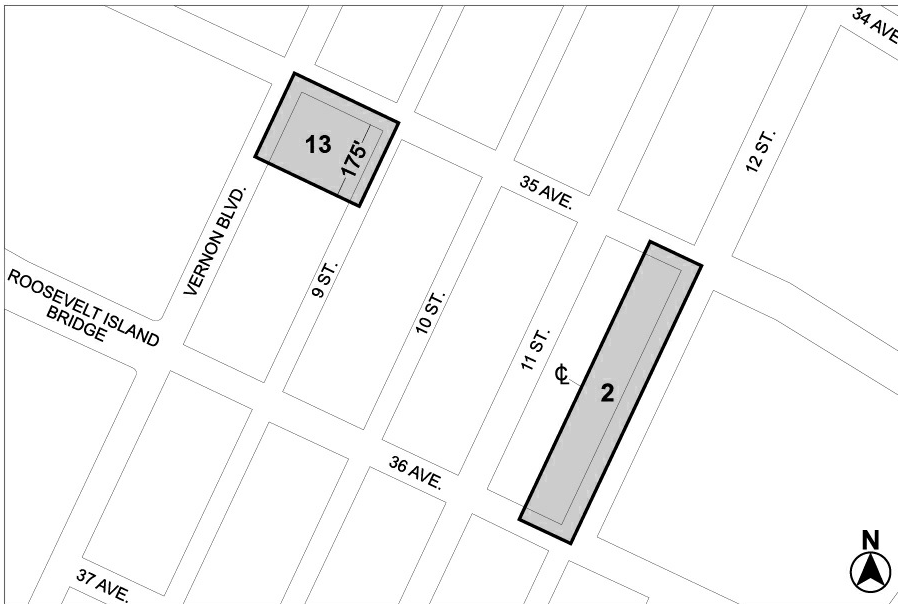 34 AVE.
12 ST.
13
175'
35 AVE.
VERNON BLVD.
9 ST.
10 ST.
11 ST.
ROOSEVELT ISLAND
BRIDGE
℄
2
36 AVE.
37 AVE.
N